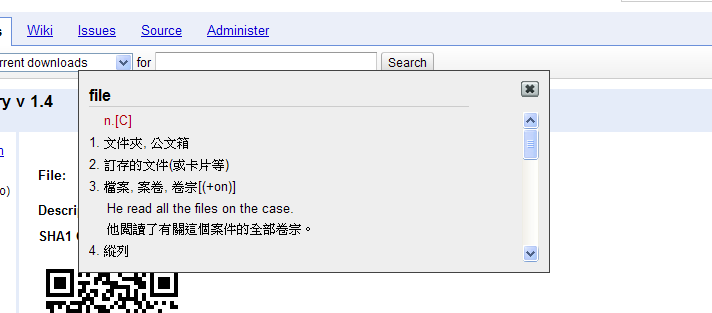 Wiki Issues Source Administer
rrent downloads for Search
ry v 1.4
file
n.[C]
1. 文件夾, 公文箱
2. 訂存的文件(或卡片等)
3. 檔案, 案卷, 卷宗[(+on)]
He read all the files on the case.
他閱讀了有關這個案件的全部卷宗。
4. 縱列
o)
File:
Descri
SHA1